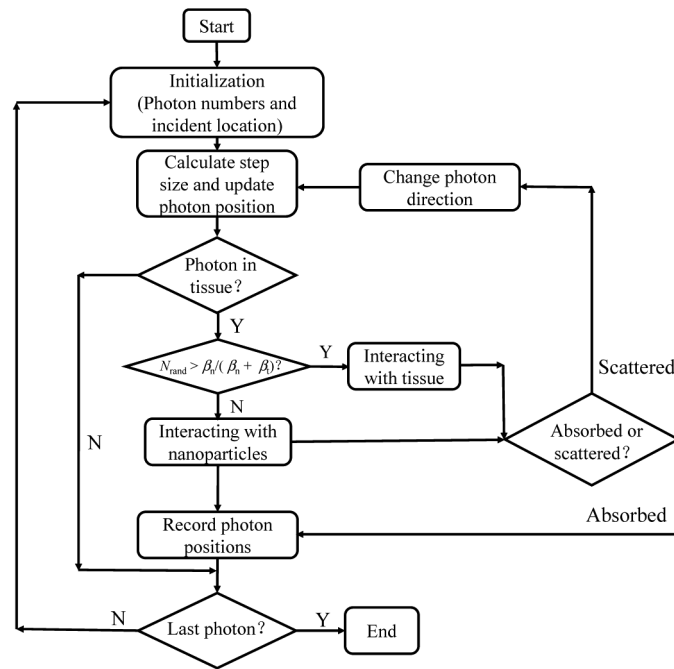 Start
Initialization
(Photon numbers and
incident location)
Calculate step
size and update
photon position
Change photon
direction
Photon in
tissue?
Y
N_rand > β_n/( β_n + β_t)?
Y
Interacting
with tissue
Scattered
N
N
Interacting with
nanoparticles
Absorbed or
scattered?
Record photon
positions
Absorbed
N
Last photon?
Y
End